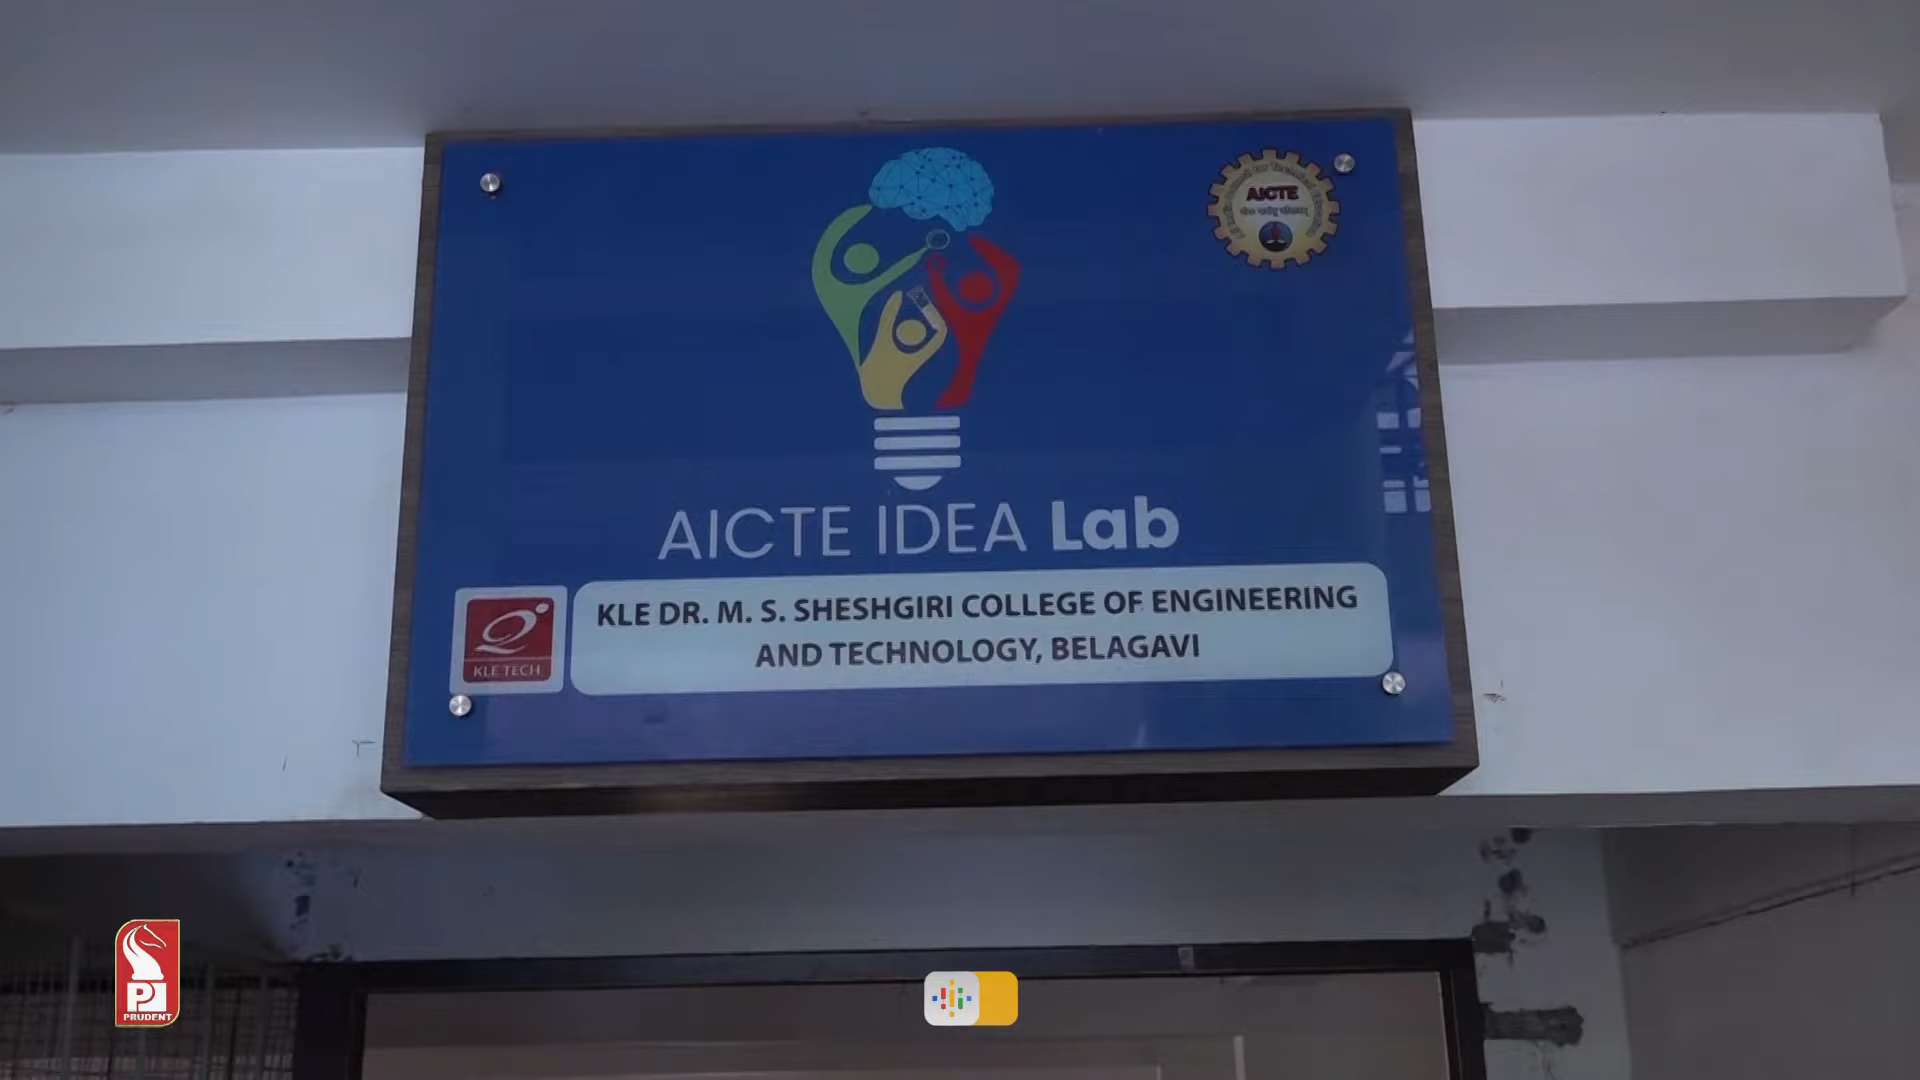 AICTE
AICTE IDEA Lab
KLE DR. M. S. SHESHGIRI COLLEGE OF ENGINEERING
AND TECHNOLOGY, BELAGAVI
KLE TECH
PRUDENT